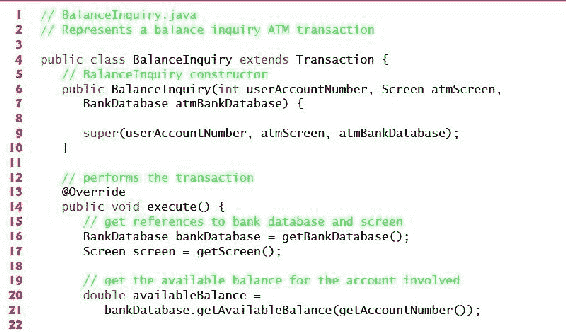 1 // BalanceInquiry.java
2 // Represents a balance inquiry ATM transaction
3
4 public class BalanceInquiry extends Transaction {
5 // BalanceInquiry constructor
6 public BalanceInquiry(int userAccountNumber, Screen atmScreen,
7 BankDatabase atmBankDatabase) {
8
9 super(userAccountNumber, atmScreen, atmBankDatabase);
10 }
11
12 // performs the transaction
13 @Override
14 public void execute() {
15 // get references to bank database and screen
16 BankDatabase bankDatabase = getBankDatabase();
17 Screen screen = getScreen();
18
19 // get the available balance for the account involved
20 double availableBalance =
21 bankDatabase.getAvailableBalance(getAccountNumber());
22